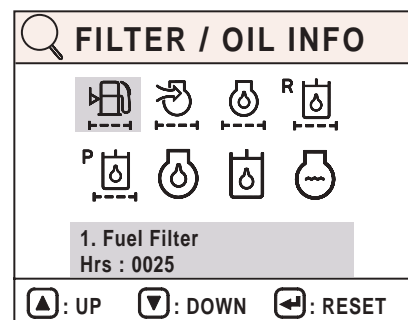 FILTER / OIL INFO
R
P
1. Fuel Filter
Hrs : 0025
: UP : DOWN : RESET